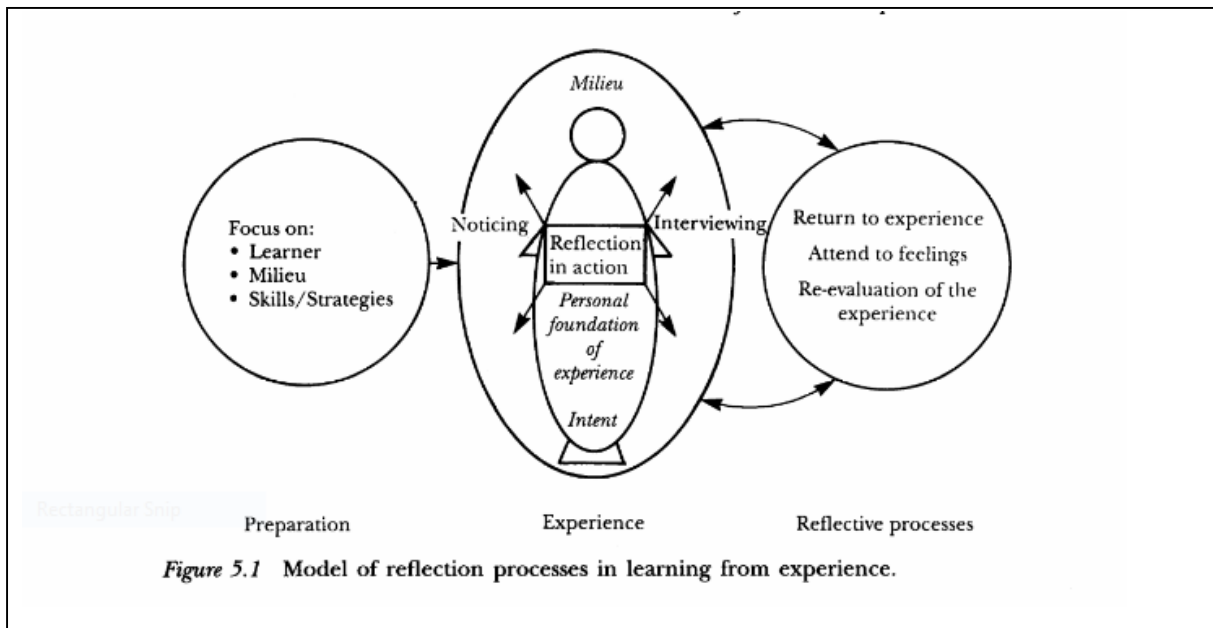 Milieu
Focus on:
• Learner
• Milieu
• Skills/Strategies
Noticing
Interviewing
Reflection
in action
Personal
foundation
of
experience
Intent
Return to experience
Attend to feelings
Re-evaluation of the
experience
Rectangular Snip
Preparation
Experience
Reflective processes
Figure 5.1 Model of reflection processes in learning from experience.